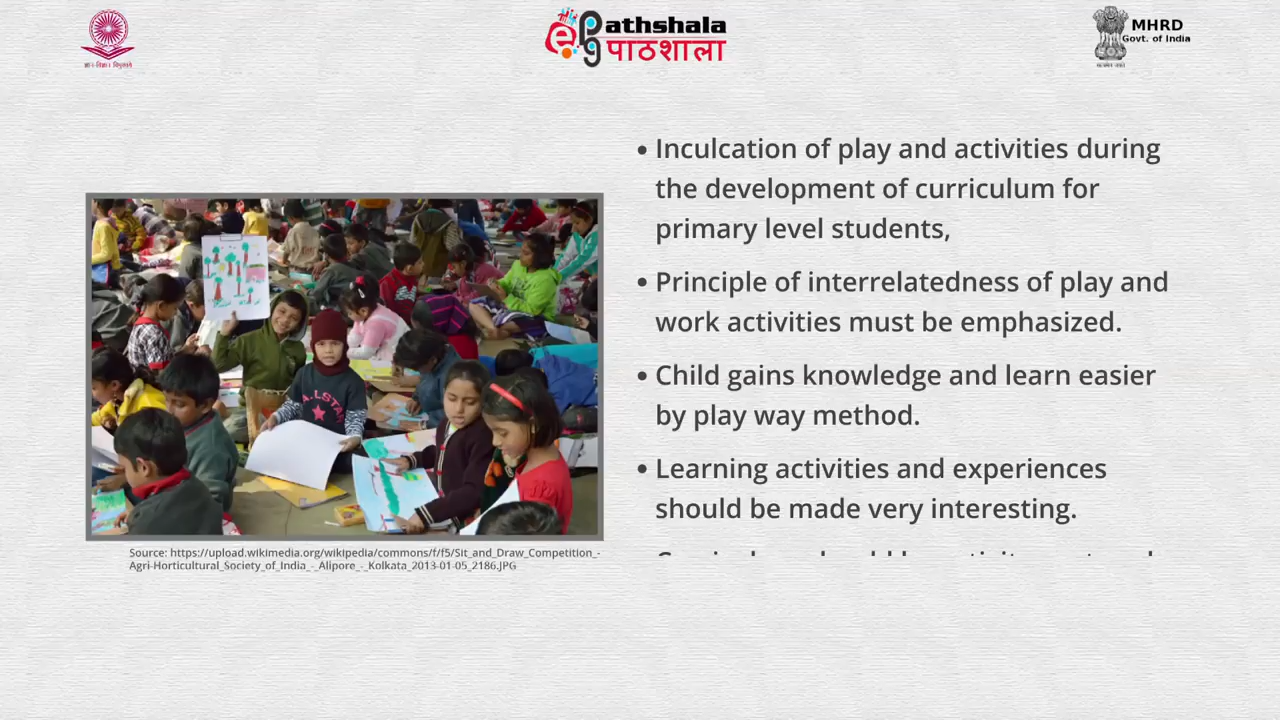 ePathshala
पाठशाला
MHRD
Govt. of India
• Inculcation of play and activities during
the development of curriculum for
primary level students,
• Principle of interrelatedness of play and
work activities must be emphasized.
• Child gains knowledge and learn easier
by play way method.
• Learning activities and experiences
should be made very interesting.
ALLSTAR
Source: https://upload.wikimedia.org/wikipedia/commons/f/f5/Sit_and_Draw_Competition_-
Agri-Horticultural_Society_of_India_-_Alipore_-_Kolkata_2013-01-05_2186.JPG